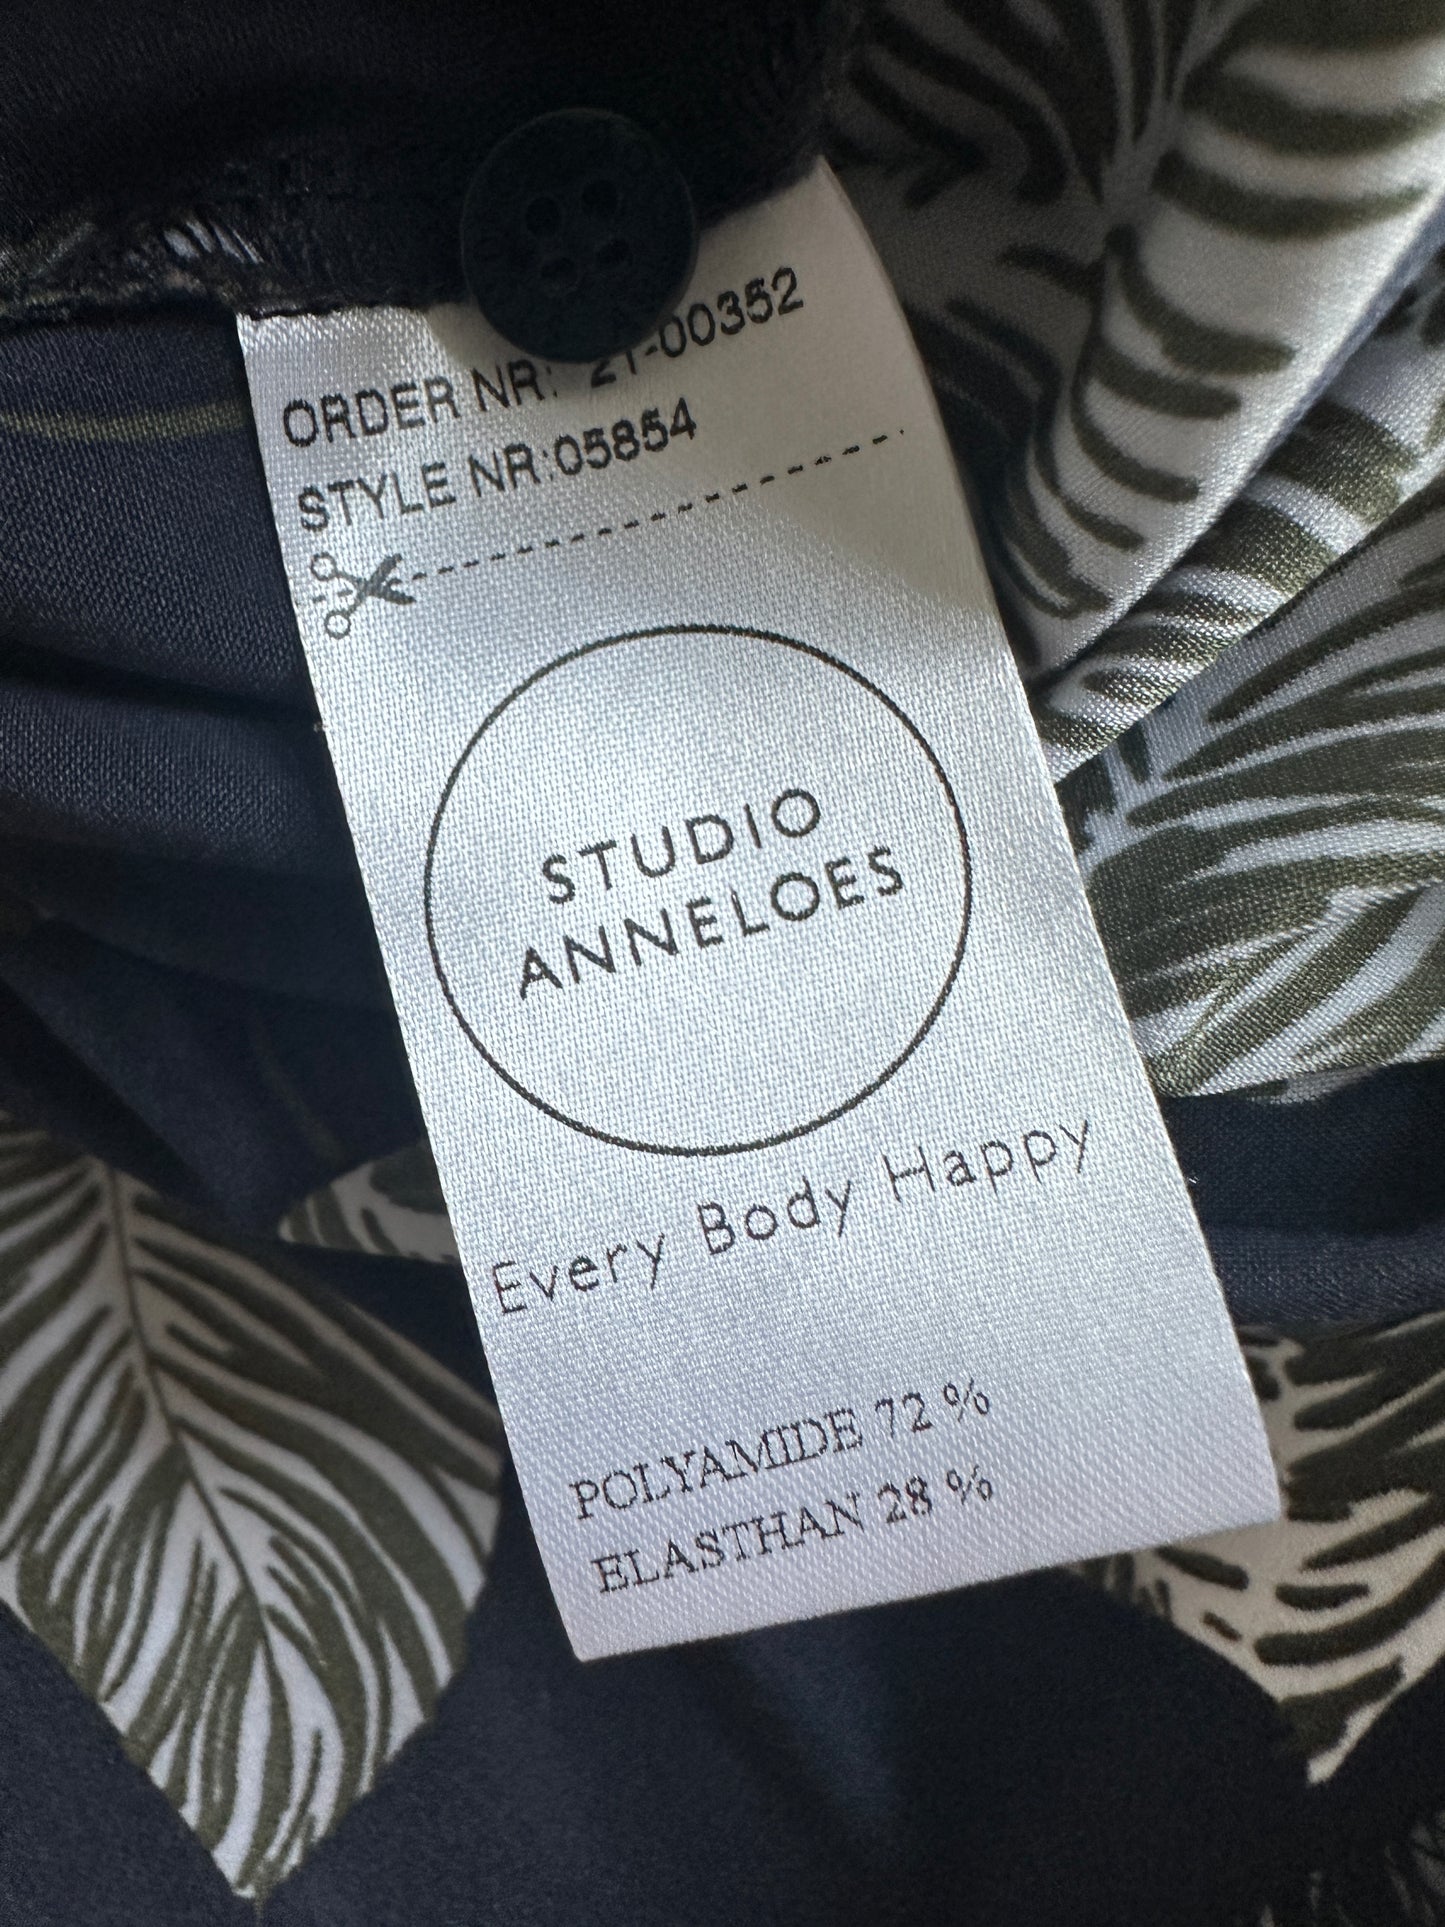 ORDER NR: 21-00352
STYLE NR:05854
STUDIO
ANNELOES
Every Body Happy
POLYAMIDE 72 %
ELASTHAN 28 %